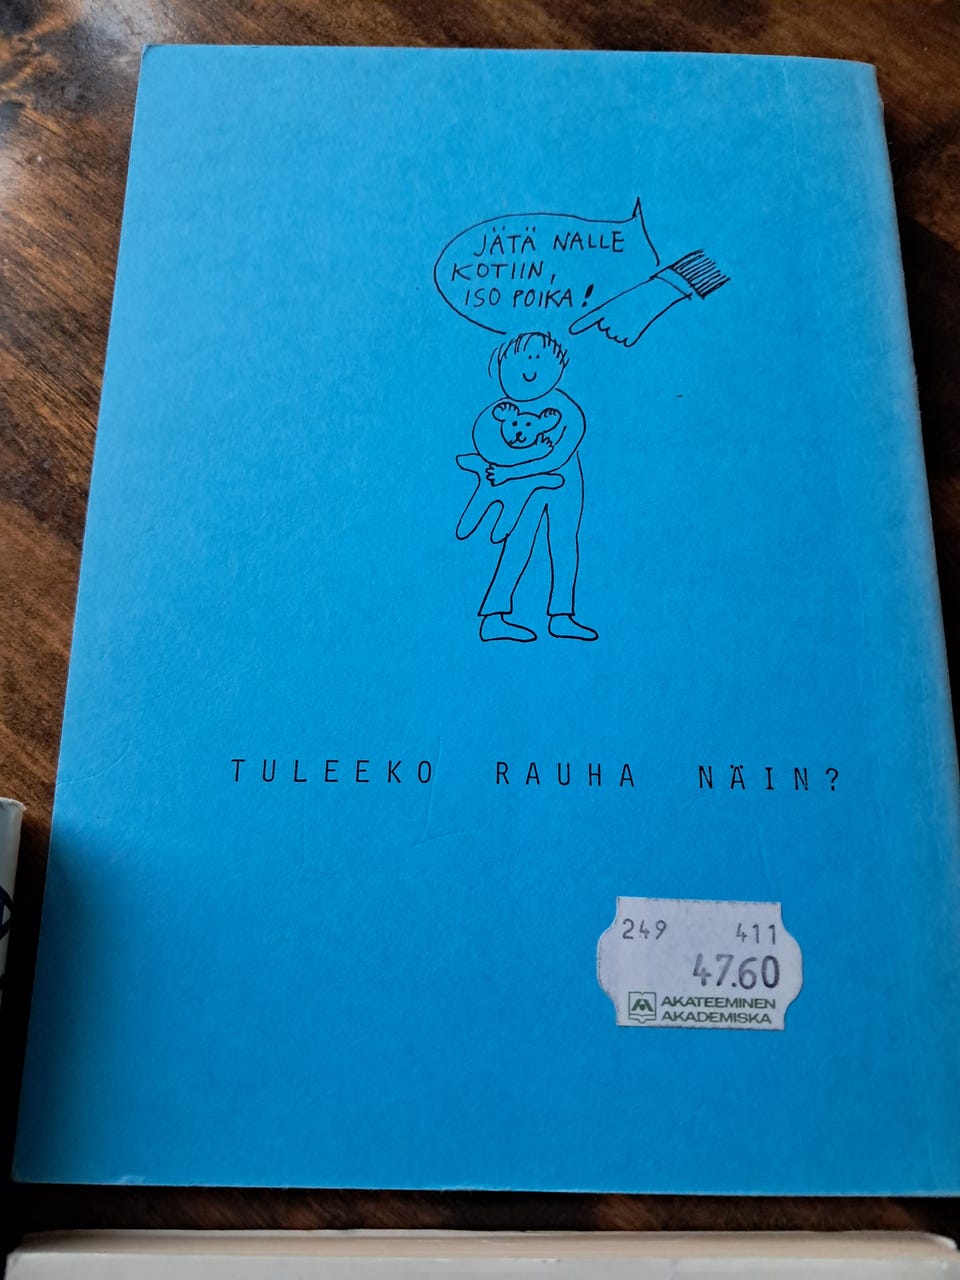 JÄTÄ NALLE
KOTIIN,
ISO POIKA!
TULEEKO RAUHA NÄIN?
249 411
47.60
AKATEEMINEN
AKADEMISKA